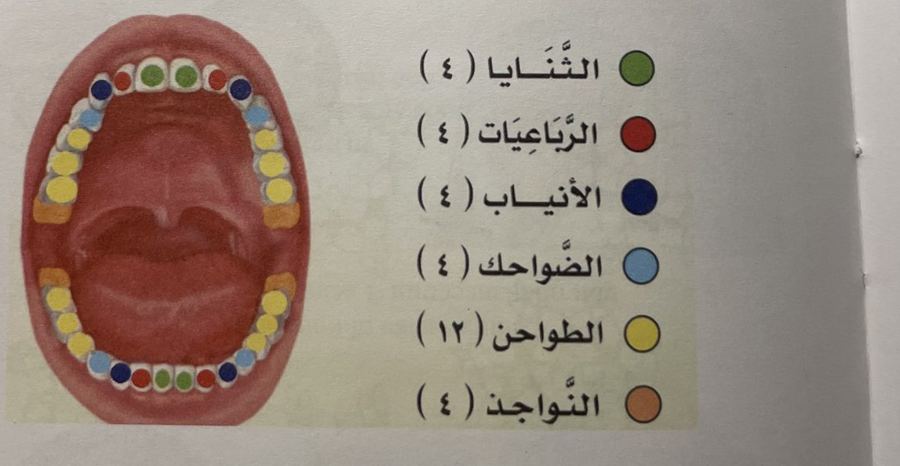 الثَّنَـايا ( ٤ )
الرَّبَاعِيَات ( ٤ )
الأنيـاب ( ٤ )
الضَّواحك ( ٤ )
الطواحن ( ١٢ )
النَّواجذ ( ٤ )